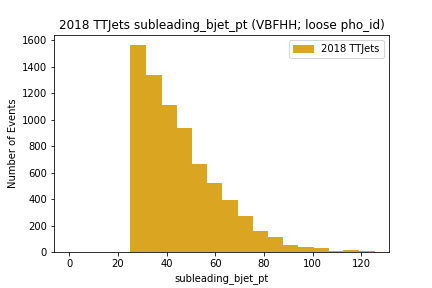 2018 TTJets subleading_bjet_pt (VBFHH; loose pho_id)
2018 TTJets
1600
1400
1200
1000
800
600
400
200
0
Number of Events
0 20 40 60 80 100 120
subleading_bjet_pt